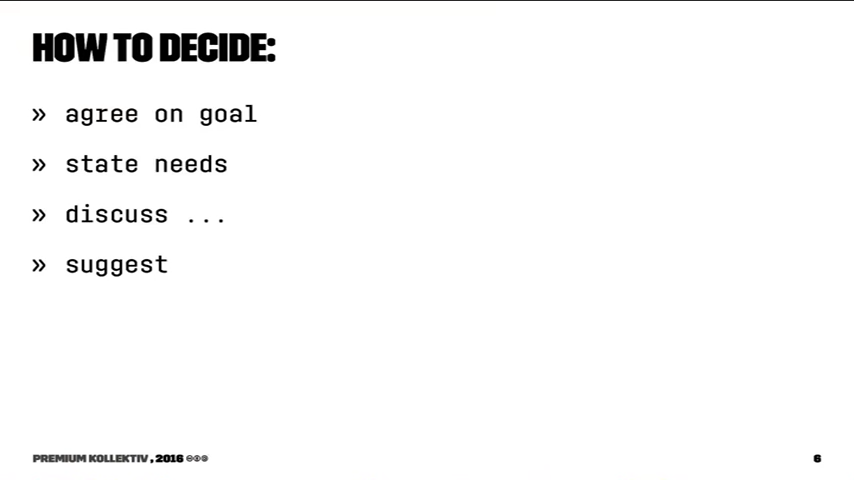 HOW TO DECIDE:
» agree on goal
» state needs
» discuss ...
» suggest
PREMIUM KOLLEKTIV, 2016
6